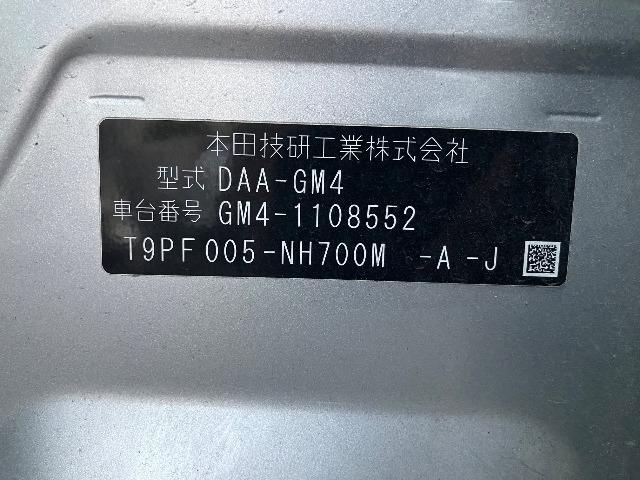 本田技研工業株式会社
型式 DAA-GM4
車台番号 GM4-1108552
T9PF005-NH700M -A -J